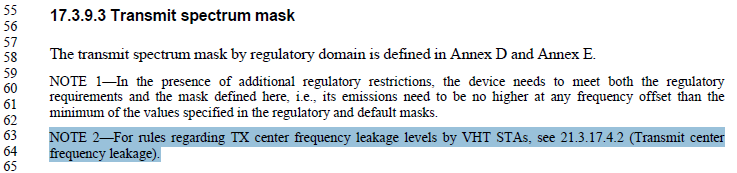 55
56
57
58
59
60
61
62
63
64
65
17.3.9.3 Transmit spectrum mask
The transmit spectrum mask by regulatory domain is defined in Annex D and Annex E.
NOTE 1—In the presence of additional regulatory restrictions, the device needs to meet both the regulatory
requirements and the mask defined here, i.e., its emissions need to be no higher at any frequency offset than the
minimum of the values specified in the regulatory and default masks.
NOTE 2—For rules regarding TX center frequency leakage levels by VHT STAs, see 21.3.17.4.2 (Transmit center
frequency leakage).